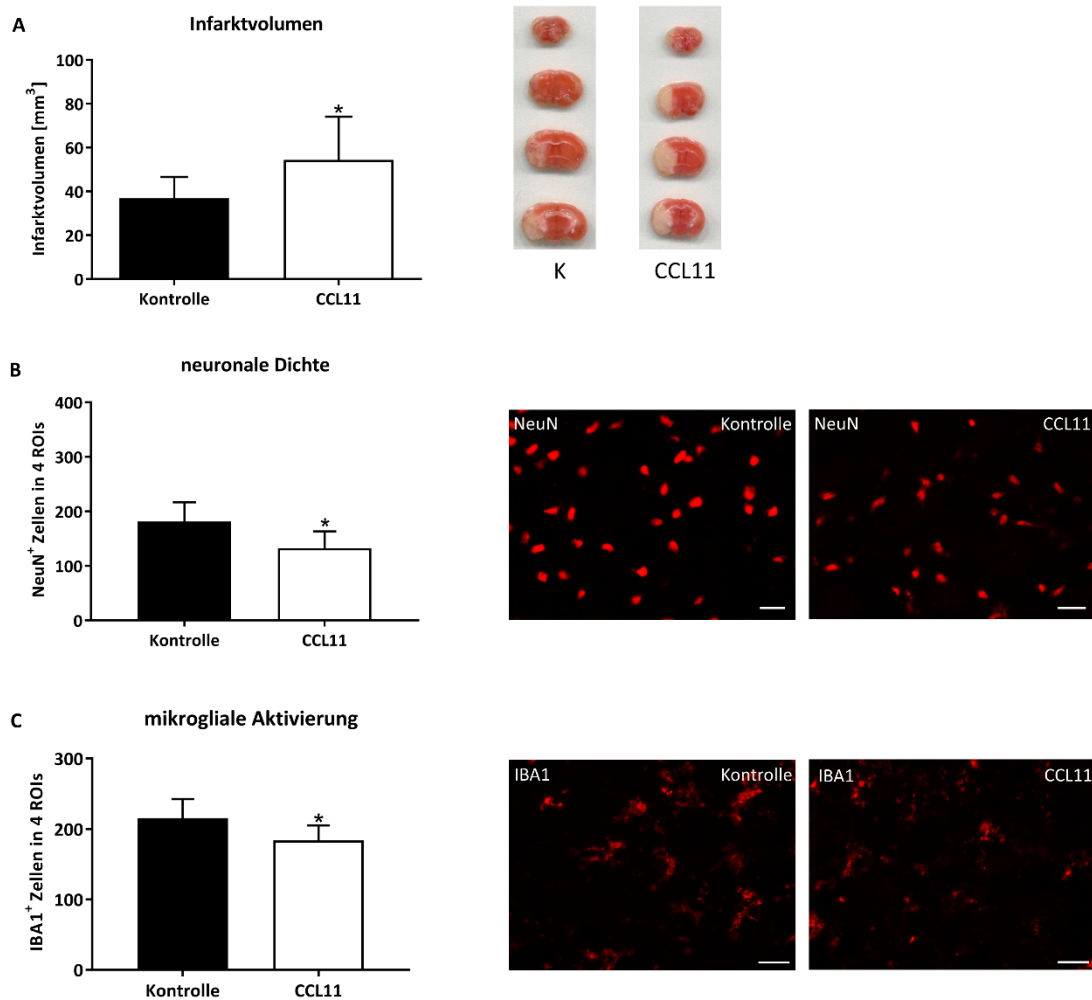 A
Infarktvolumen
Infarktvolumen [mm³]
100
80
60
40
20
0
*
Kontrolle
CCL11
K
CCL11
B
neuronale Dichte
NeuN⁺ Zellen in 4 ROIs
400
300
200
100
0
*
Kontrolle
CCL11
NeuN
Kontrolle
NeuN
CCL11
C
mikrogliale Aktivierung
IBA1⁺ Zellen in 4 ROIs
300
200
100
0
*
Kontrolle
CCL11
IBA1
Kontrolle
IBA1
CCL11